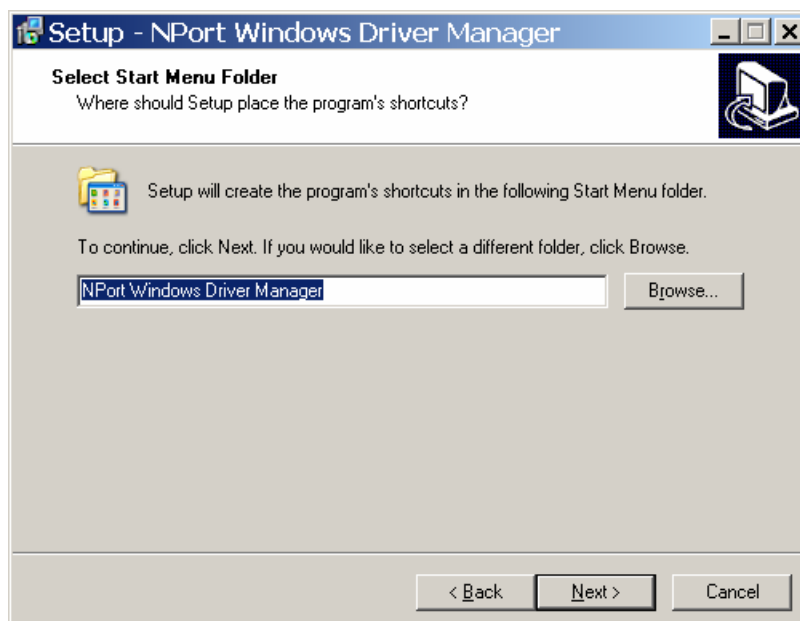 Setup - NPort Windows Driver Manager
Select Start Menu Folder
Where should Setup place the program's shortcuts?
Setup will create the program's shortcuts in the following Start Menu folder.
To continue, click Next. If you would like to select a different folder, click Browse.
NPort Windows Driver Manager
Browse...
< Back
Next >
Cancel